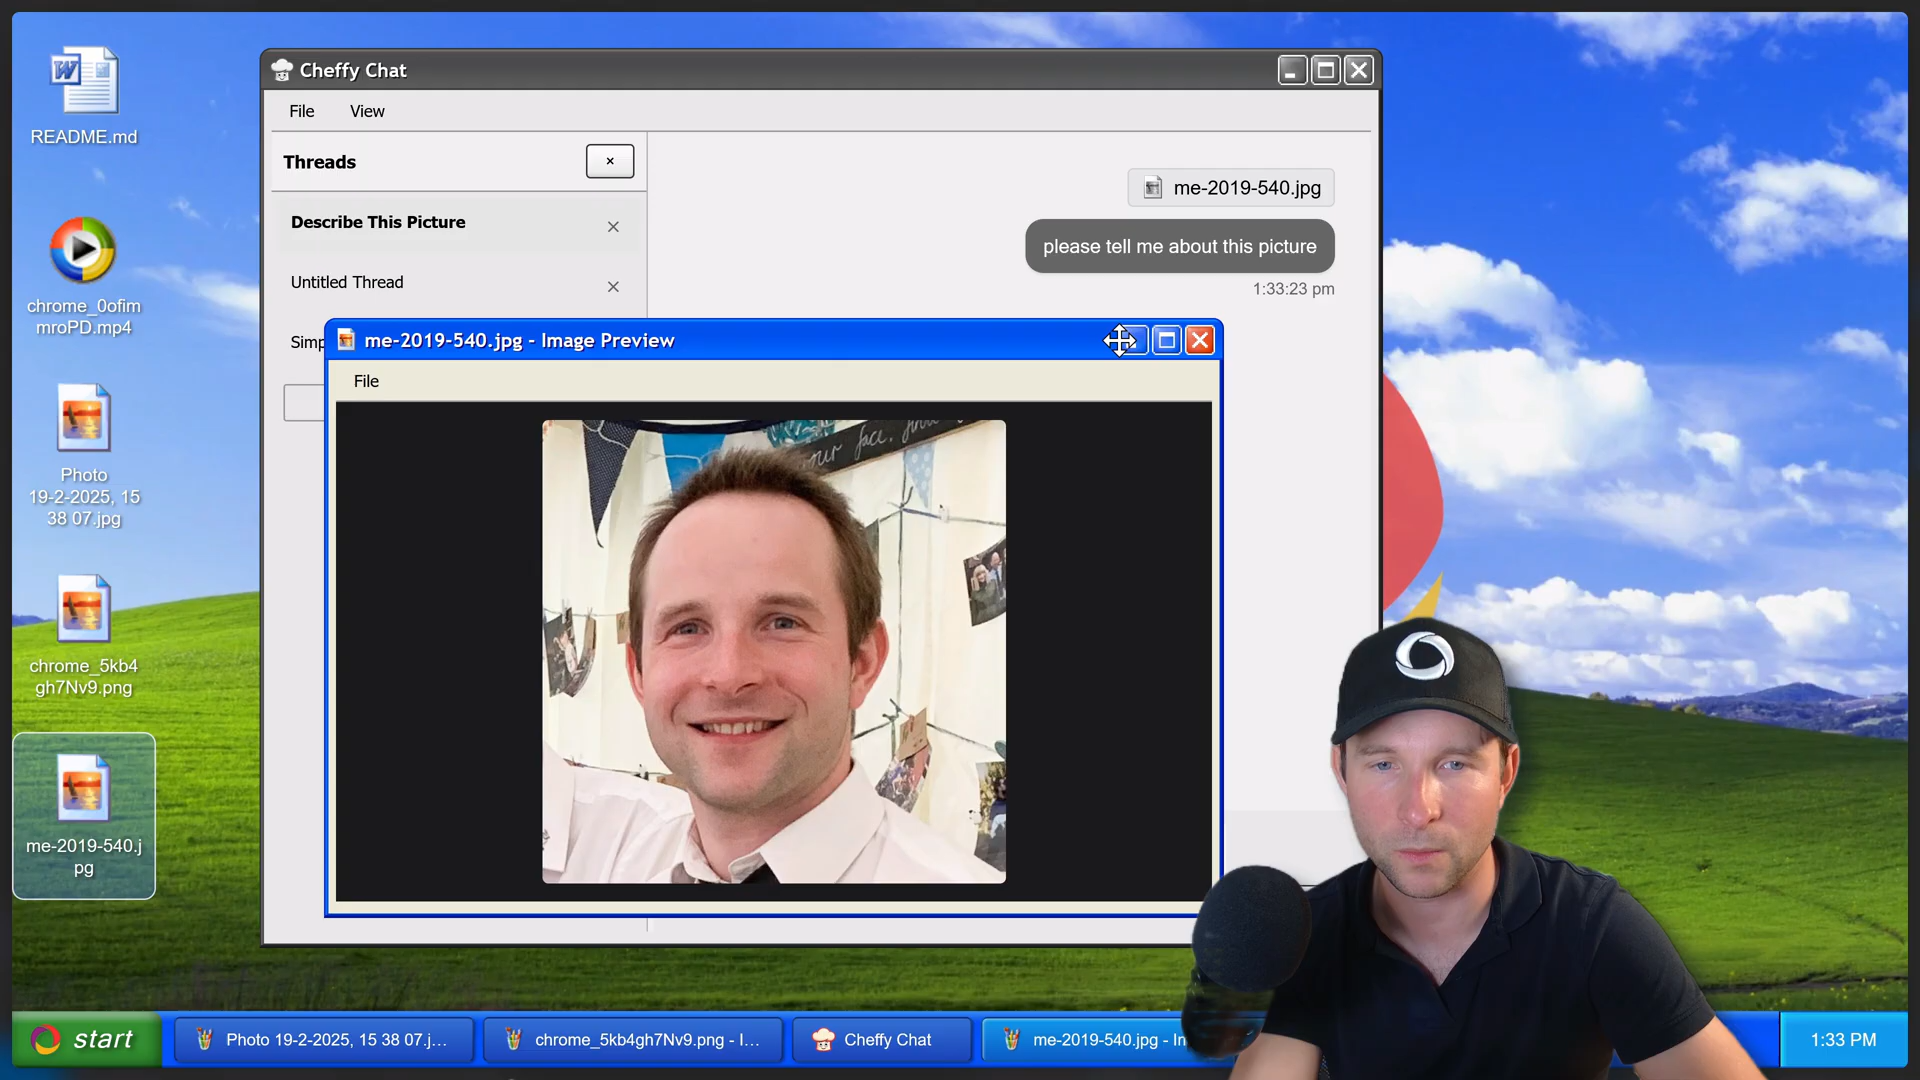 README.md
chrome_0ofim
mroPD.mp4
Photo
19-2-2025, 15
38 07.jpg
chrome_5kb4
gh7Nv9.png
me-2019-540.j
pg
Cheffy Chat
File View
Threads
×
Describe This Picture
Untitled Thread
Simp
me-2019-540.jpg
please tell me about this picture
1:33:23 pm
me-2019-540.jpg - Image Preview
File
your face, find
start
Photo 19-2-2025, 15 38 07.j...
chrome_5kb4gh7Nv9.png - I...
Cheffy Chat
me-2019-540.jpg - In
1:33 PM